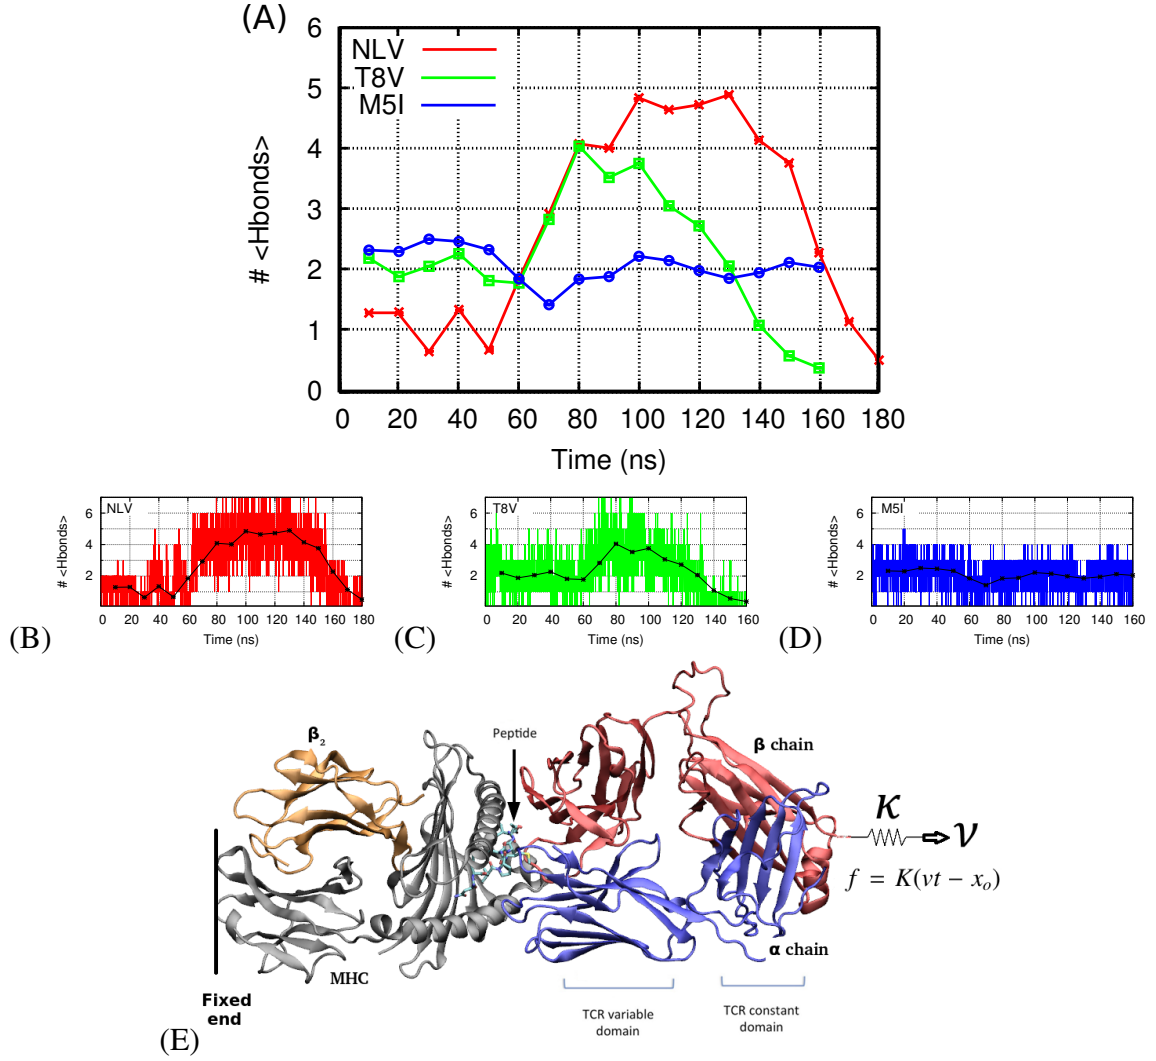 (A)
6
5
4
3
2
1
0
# <Hbonds>
NLV
T8V
M5I
0 20 40 60 80 100 120 140 160 180
Time (ns)
NLV
6
4
2
# <Hbonds>
0 20 40 60 80 100 120 140 160 180
Time (ns)
(B)
T8V
6
4
2
# <Hbonds>
0 20 40 60 80 100 120 140 160
Time (ns)
(C)
M5I
6
4
2
# <Hbonds>
0 20 40 60 80 100 120 140 160
Time (ns)
(D)
β₂
Peptide
β chain
K
ν
f = K(vt − xₒ)
α chain
MHC
Fixed
end
TCR variable
domain
TCR constant
domain
(E)